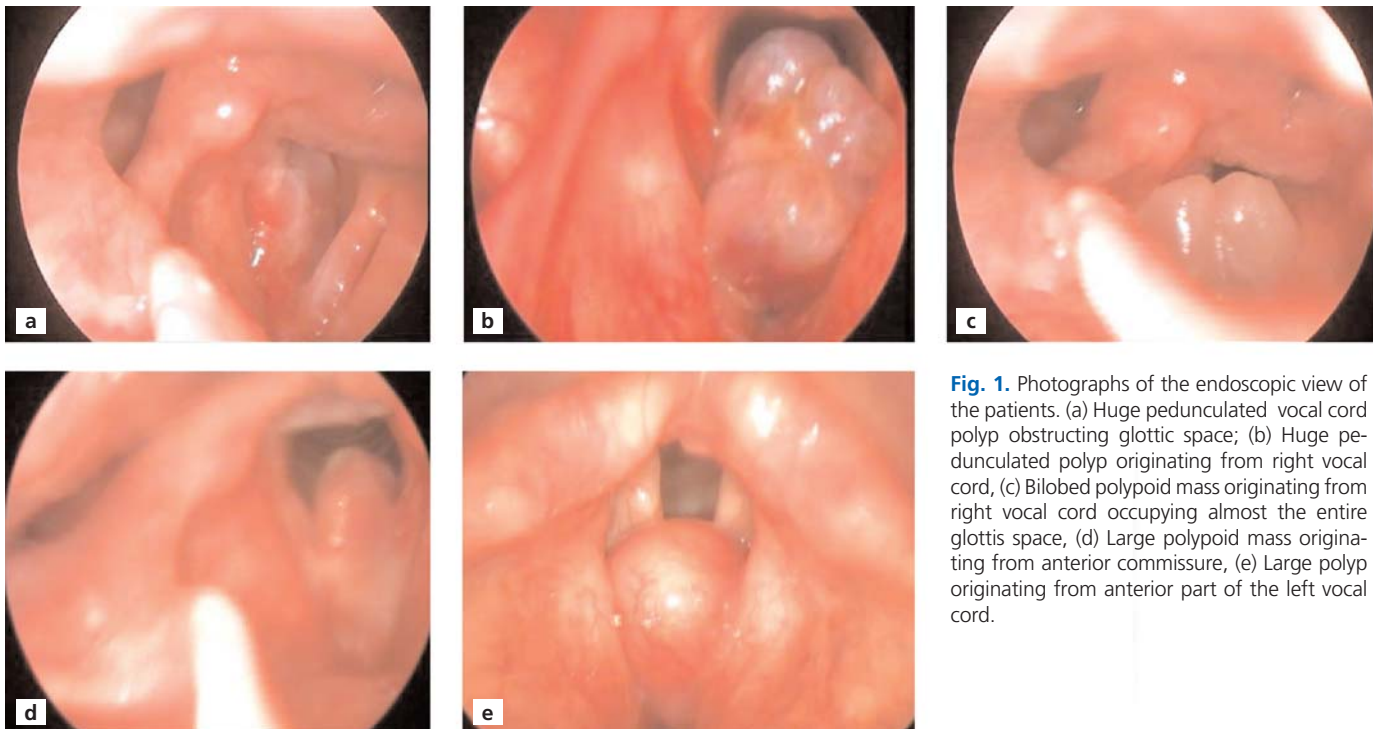 a
b
c
d
e
Fig. 1. Photographs of the endoscopic view of
the patients. (a) Huge pedunculated vocal cord
polyp obstructing glottic space; (b) Huge pe-
dunculated polyp originating from right vocal
cord, (c) Bilobed polypoid mass originating from
right vocal cord occupying almost the entire
glottis space, (d) Large polypoid mass origina-
ting from anterior commissure, (e) Large polyp
originating from anterior part of the left vocal
cord.